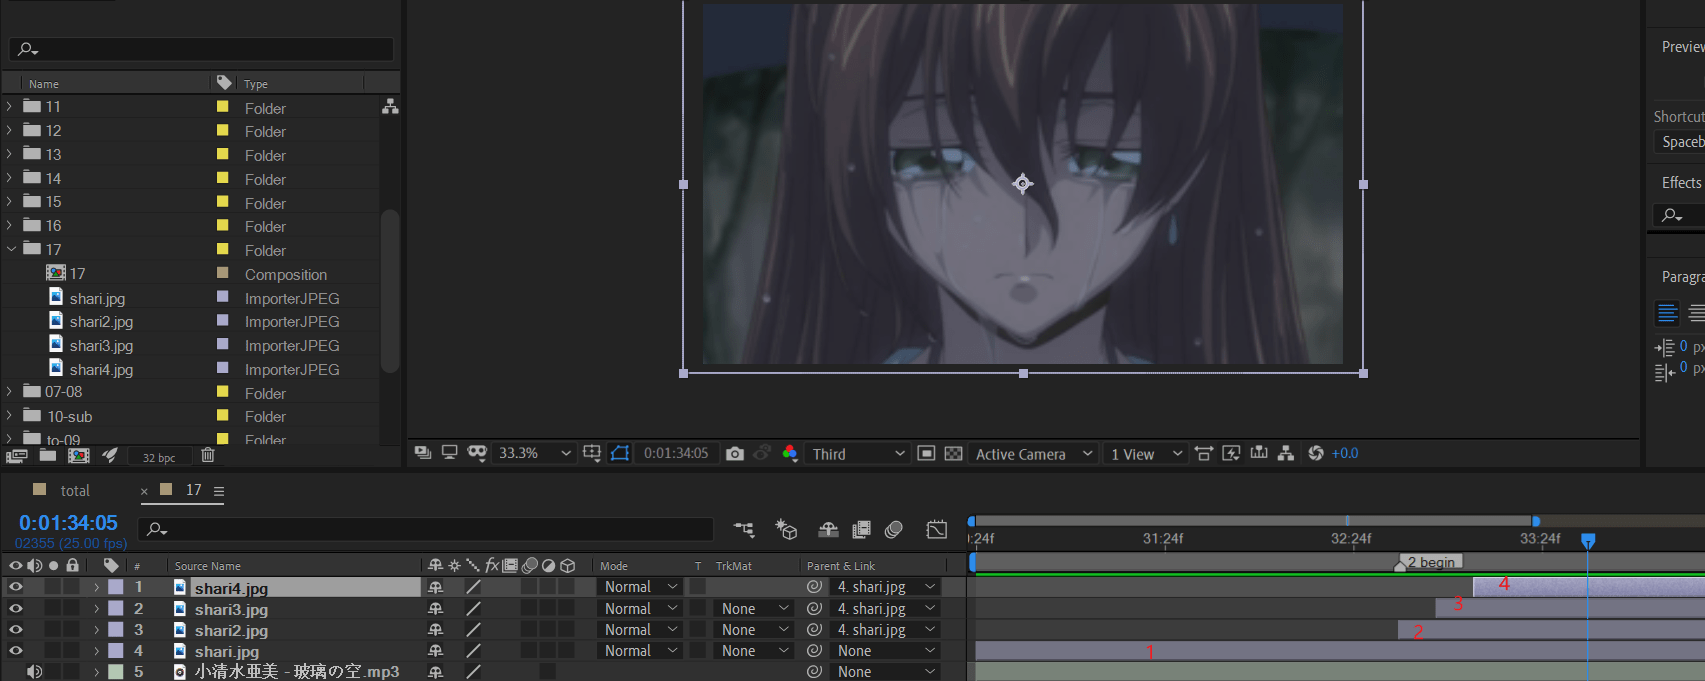 Name Type
11 Folder
12 Folder
13 Folder
14 Folder
15 Folder
16 Folder
17 Folder
17 Composition
shari.jpg ImporterJPEG
shari2.jpg ImporterJPEG
shari3.jpg ImporterJPEG
shari4.jpg ImporterJPEG
07-08 Folder
10-sub Folder
to-09 Folder
32 bpc
33.3% 0:01:34:05 Third Active Camera 1 View +0.0
Preview
Shortcut
Spaceb
Effects
Paragra
0 px
0 px
total × 17
0:01:34:05
02355 (25.00 fps)
:24f 31:24f 32:24f 33:24f
# Source Name fx Mode T TrkMat Parent & Link
2 begin
1 shari4.jpg Normal 4. shari.jpg 4
2 shari3.jpg Normal None 4. shari.jpg 3
3 shari2.jpg Normal None 4. shari.jpg 2
4 shari.jpg Normal None None 1
5 小清水亜美 - 玻璃の空.mp3 None